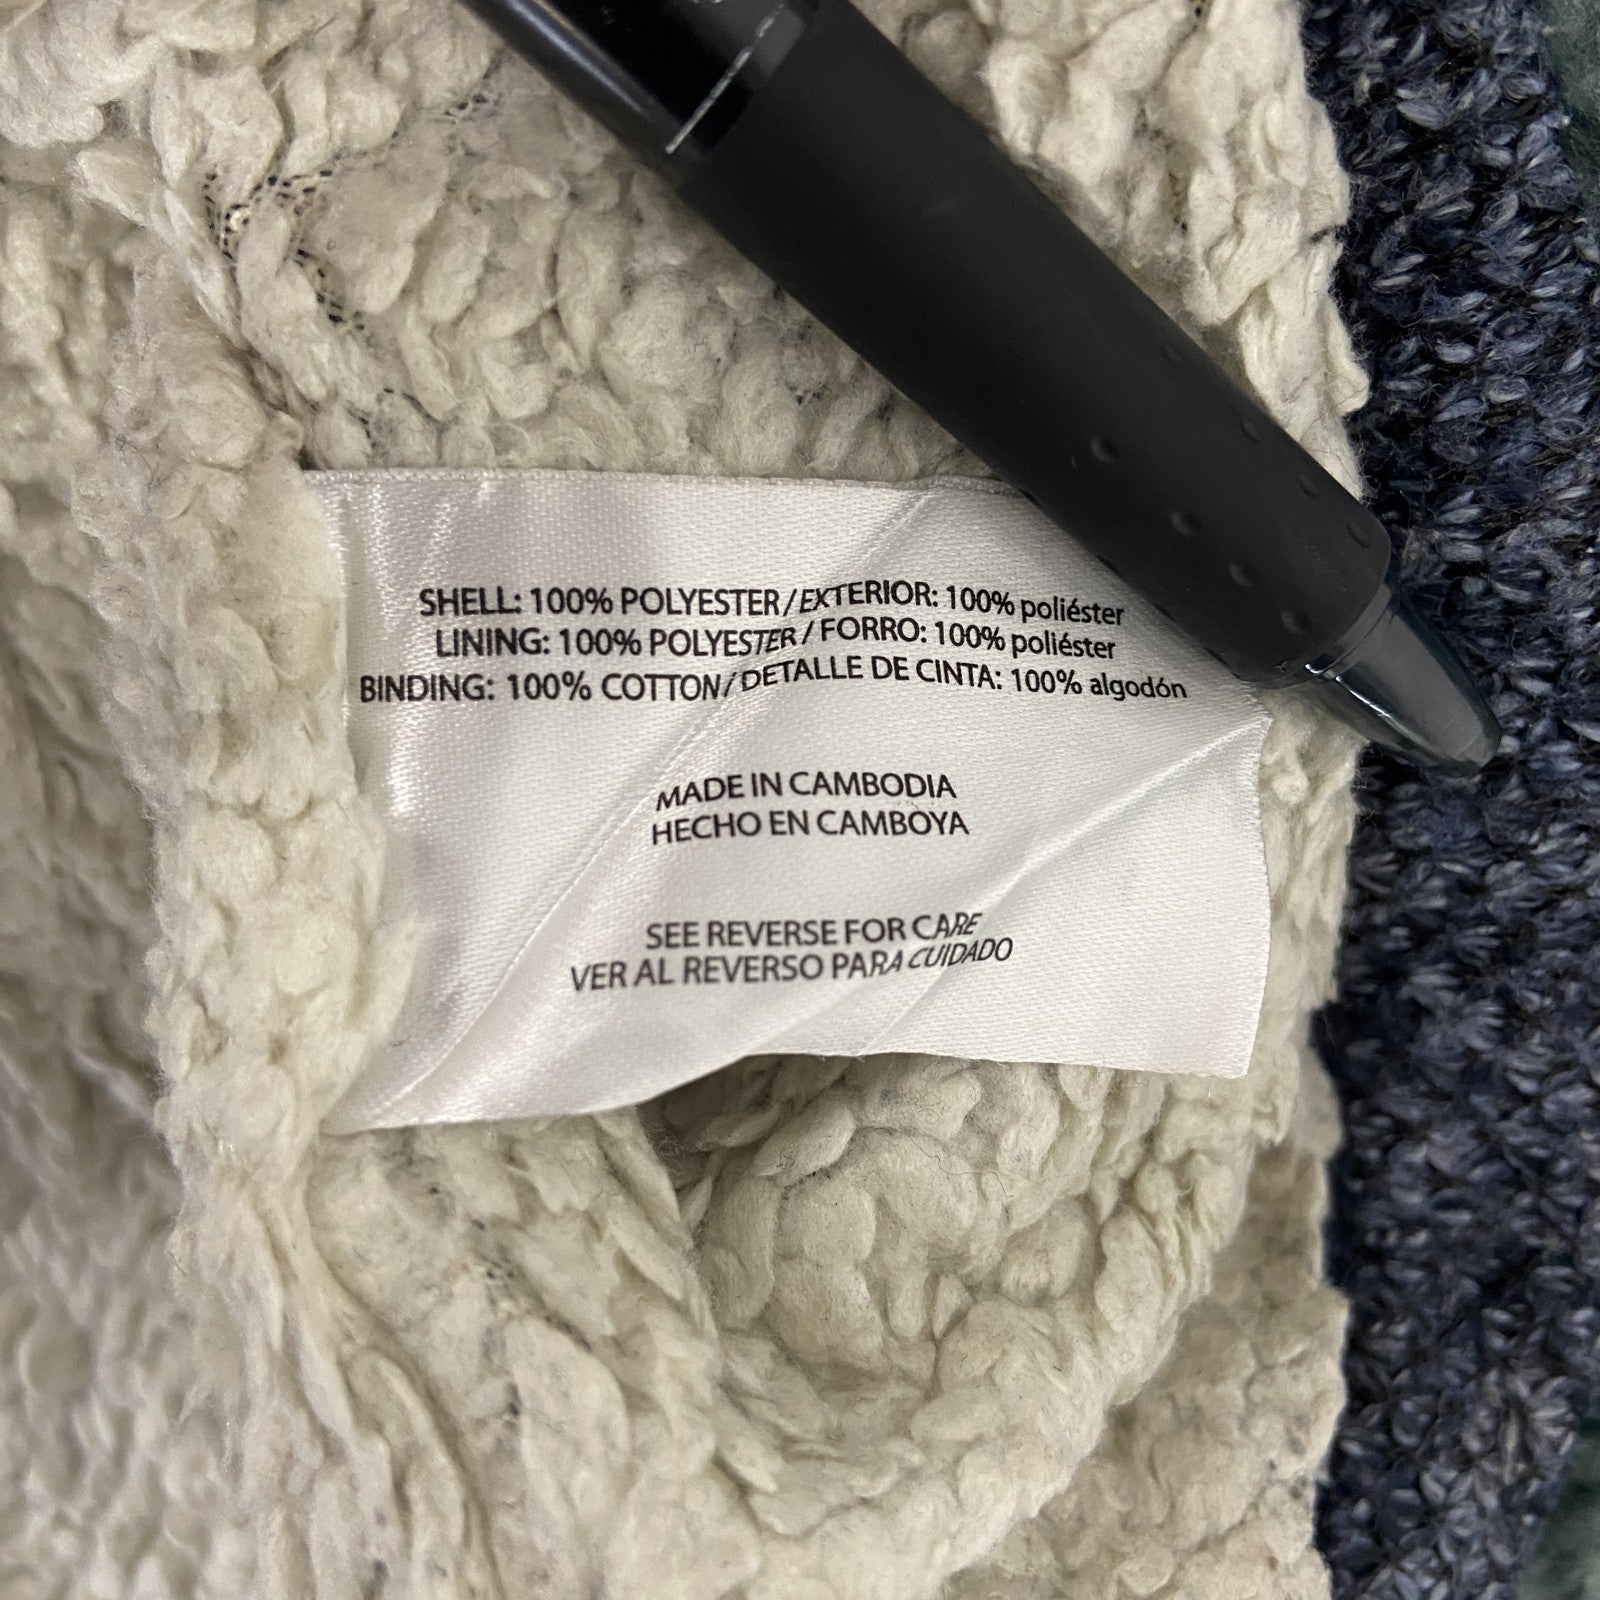 SHELL: 100% POLYESTER / EXTERIOR: 100% poliéster
LINING: 100% POLYESTER / FORRO: 100% poliéster
BINDING: 100% COTTON / DETALLE DE CINTA: 100% algodón
MADE IN CAMBODIA
HECHO EN CAMBOYA
SEE REVERSE FOR CARE
VER AL REVERSO PARA CUIDADO